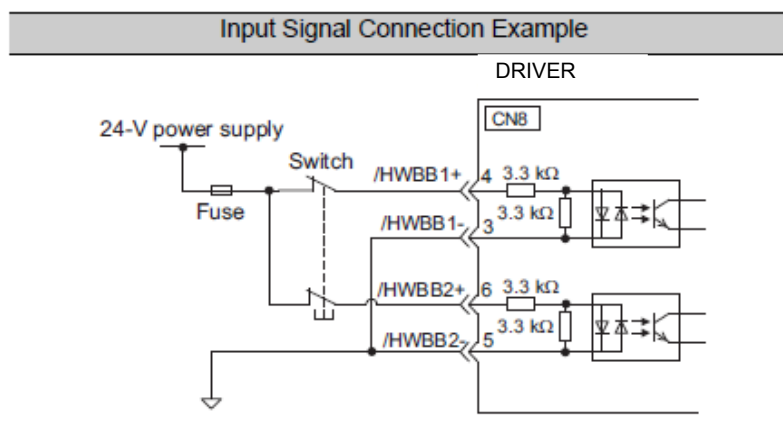 Input Signal Connection Example
DRIVER
CN8
24-V power supply
Switch
Fuse
/HWBB1+
4
3.3 kΩ
3.3 kΩ
/HWBB1-
3
/HWBB2+
6
3.3 kΩ
3.3 kΩ
/HWBB2-
5